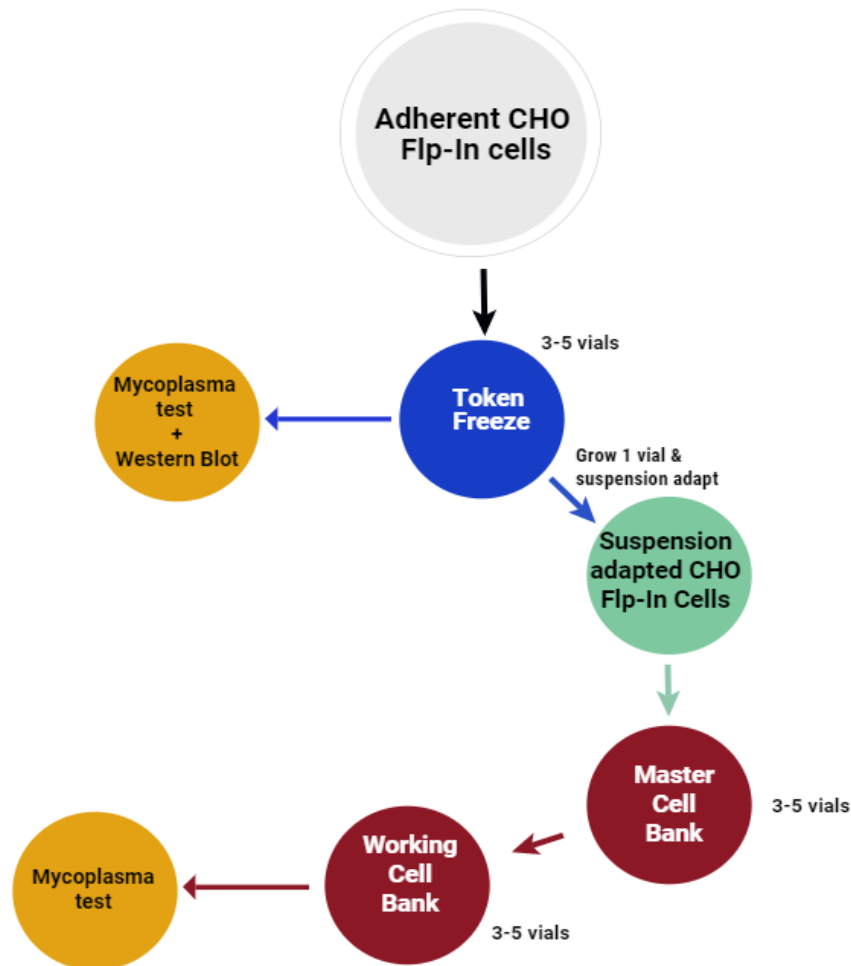 Adherent CHO
Flp-In cells
3-5 vials
Token
Freeze
Mycoplasma
test
+
Western Blot
Grow 1 vial &
suspension adapt
Suspension
adapted CHO
Flp-In Cells
Master
Cell
Bank
3-5 vials
Working
Cell
Bank
3-5 vials
Mycoplasma
test